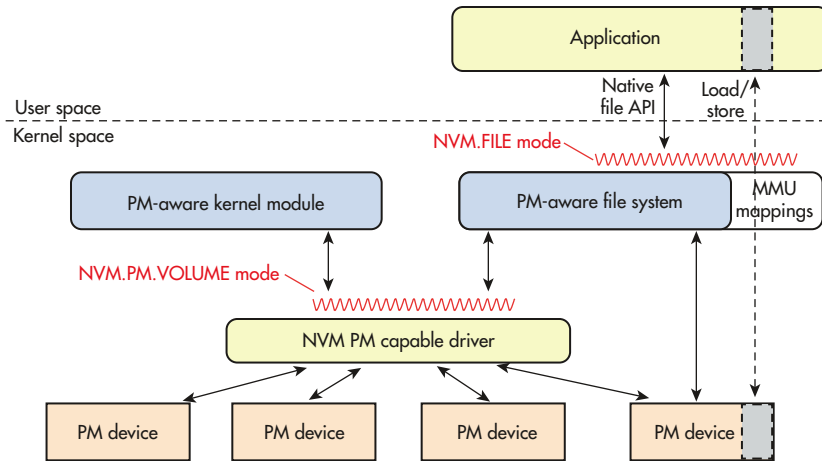 Application
Native
file API
Load/
store
User space
Kernel space
NVM.FILE mode
PM-aware kernel module
PM-aware file system
MMU
mappings
NVM.PM.VOLUME mode
NVM PM capable driver
PM device
PM device
PM device
PM device